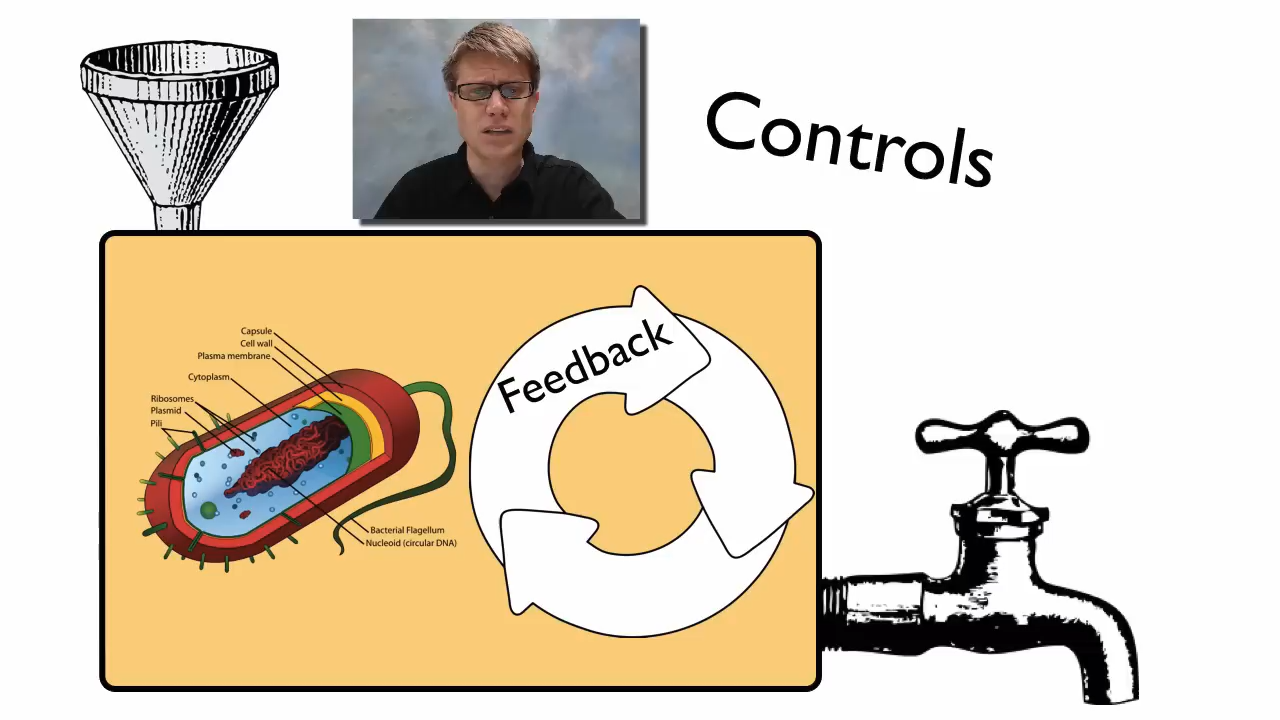 Controls
Feedback
Capsule
Cell wall
Plasma membrane
Cytoplasm
Ribosomes
Plasmid
Pili
Bacterial Flagellum
Nucleoid (circular DNA)